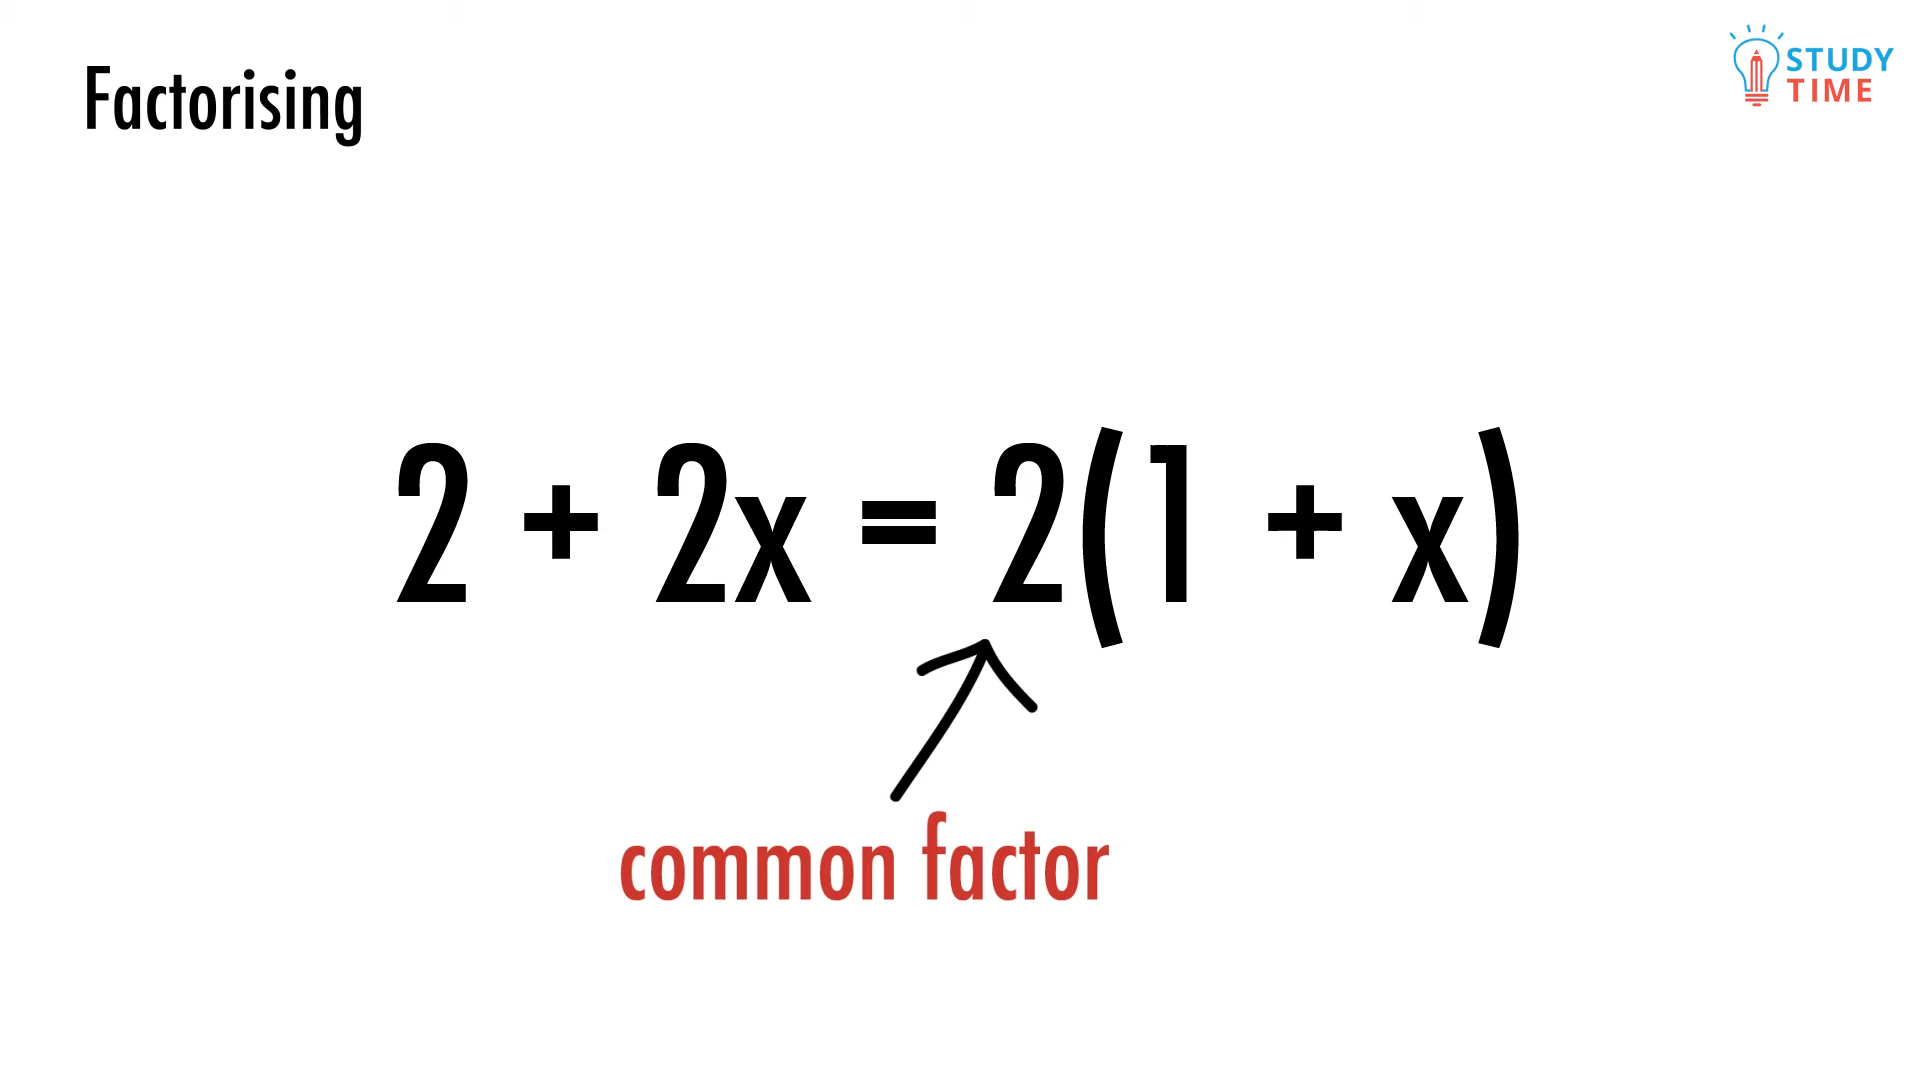 Factorising
STUDY
TIME
2 + 2x = 2(1 + x)
common factor